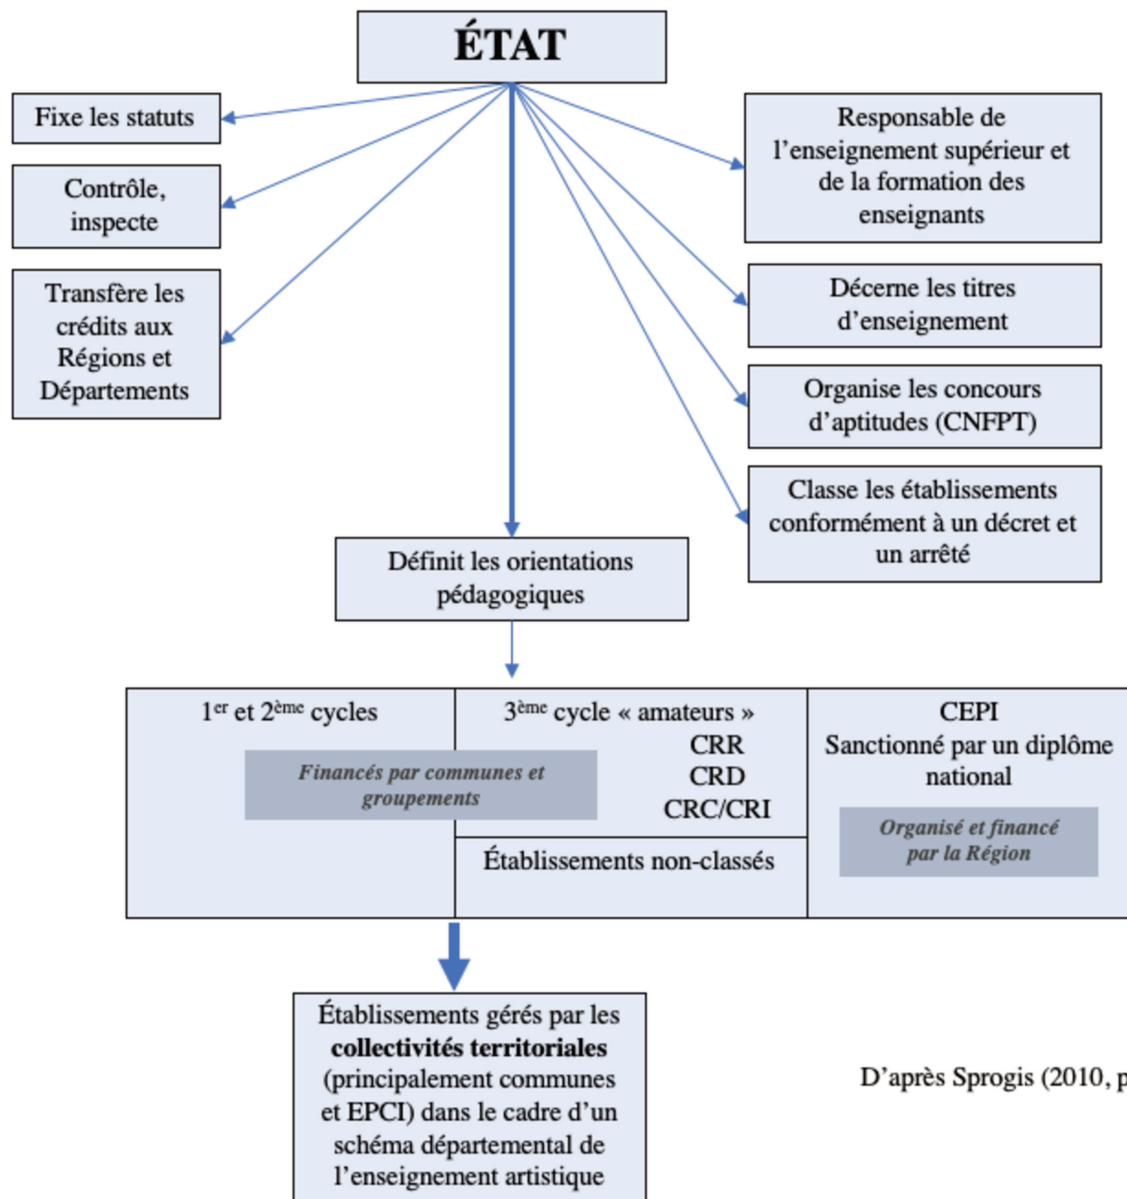 ÉTAT
Fixe les statuts
Contrôle,
inspecte
Transfère les
crédits aux
Régions et
Départements
Responsable de
l’enseignement supérieur et
de la formation des
enseignants
Décerne les titres
d’enseignement
Organise les concours
d’aptitudes (CNFPT)
Classe les établissements
conformément à un décret et
un arrêté
Définit les orientations
pédagogiques
1er et 2ème cycles
3ème cycle « amateurs »
CRR
CRD
CRC/CRI
Financés par communes et
groupements
Établissements non-classés
CEPI
Sanctionné par un diplôme
national
Organisé et financé
par la Région
Établissements gérés par les
collectivités territoriales
(principalement communes
et EPCI) dans le cadre d’un
schéma départemental de
l’enseignement artistique
D’après Sprogis (2010, p